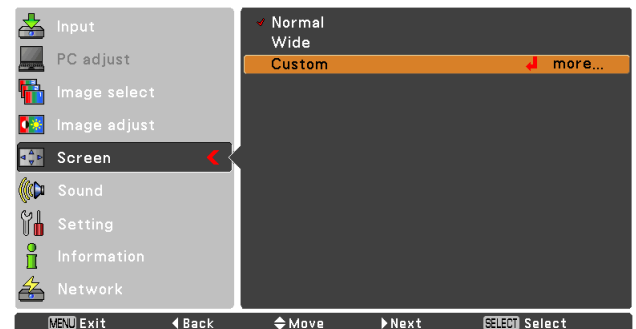 Input
PC adjust
Image select
Image adjust
Screen
Sound
Setting
Information
Network
Normal
Wide
Custom more...
MENU Exit Back Move Next SELECT Select